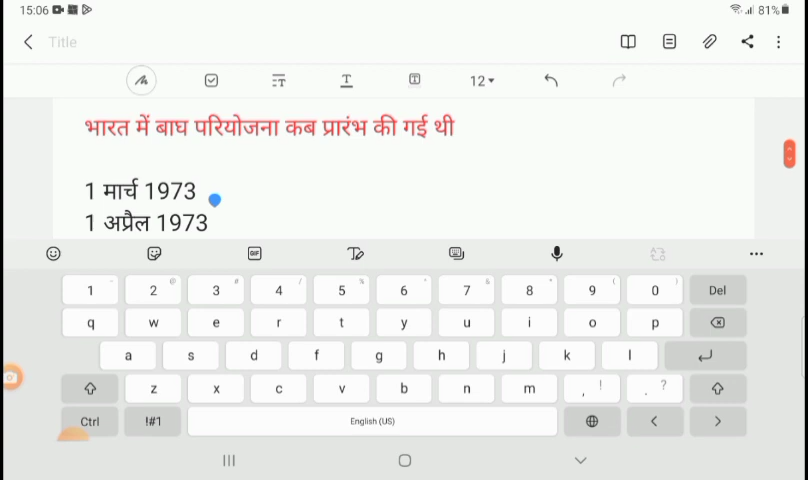 15:06
81%
Title
12
भारत में बाघ परियोजना कब प्रारंभ की गई थी
1 मार्च 1973
1 अप्रैल 1973
GIF
1 2 @ 3 # 4 / 5 % 6 ^ 7 & 8 * 9 ( 0 ) Del
q w e r t y u i o p
a s d f g h j k l
z x c v b n m , ! . ?
Ctrl !#1 English (US) < >